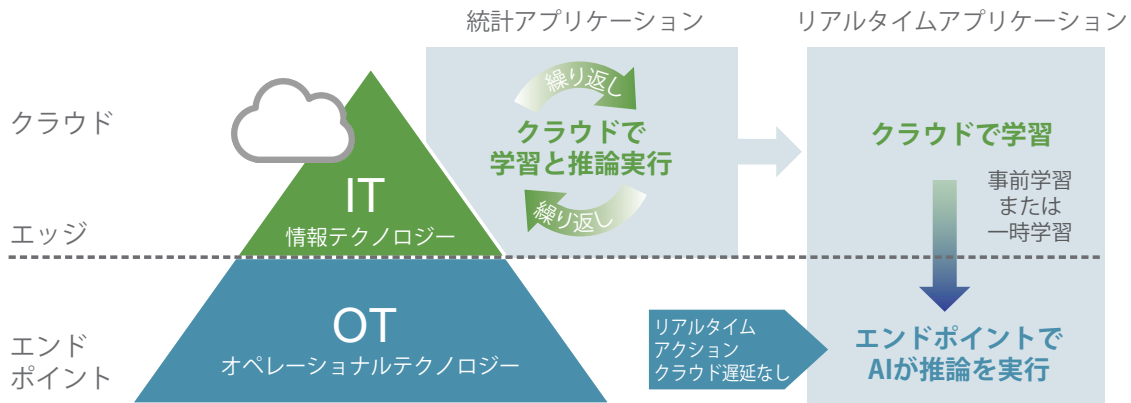 統計アプリケーション
リアルタイムアプリケーション
クラウド
エッジ
エンド
ポイント
IT
情報テクノロジー
OT
オペレーショナルテクノロジー
繰り返し
クラウドで
学習と推論実行
繰り返し
クラウドで学習
事前学習
または
一時学習
リアルタイム
アクション
クラウド遅延なし
エンドポイントで
AIが推論を実行